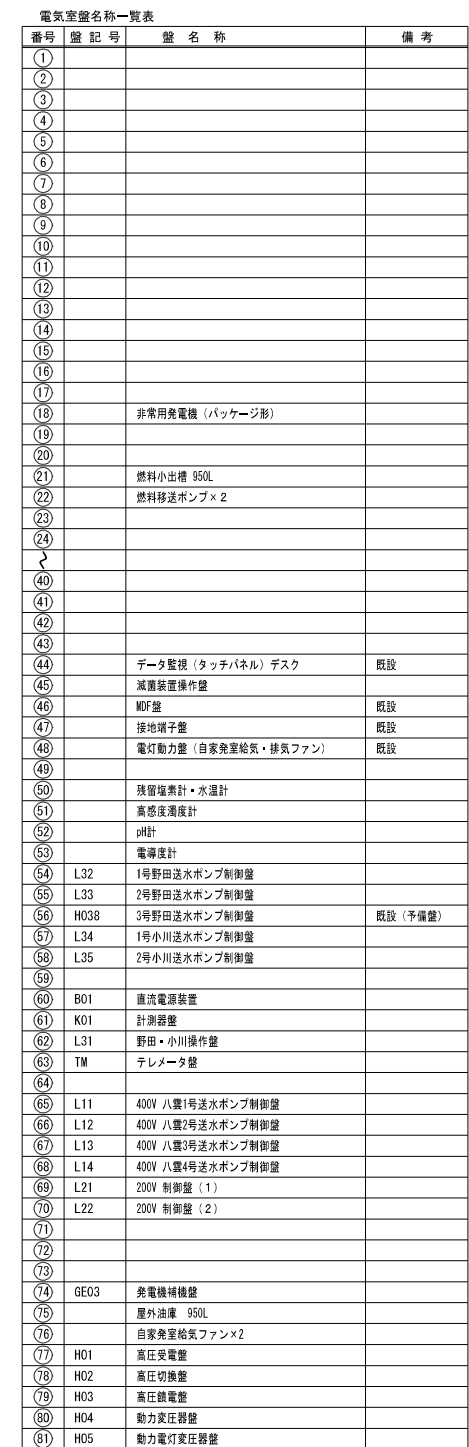 電気室盤名称一覧表
番号 盤記号 盤名称 備考
①
②
③
④
⑤
⑥
⑦
⑧
⑨
⑩
⑪
⑫
⑬
⑭
⑮
⑯
⑰
⑱ 非常用発電機（パッケージ形）
⑲
⑳
㉑ 燃料小出槽 950L
㉒ 燃料移送ポンプ×２
㉓
㉔
㊵
㊶
㊷
㊸
㊹ データ監視（タッチパネル）デスク 既設
㊺ 滅菌装置操作盤
㊻ MDF盤 既設
㊼ 接地端子盤 既設
㊽ 電灯動力盤（自家発室給気・排気ファン） 既設
㊾
㊿ 残留塩素計・水温計
51 高感度濁度計
52 pH計
53 電導度計
54 L32 1号野田送水ポンプ制御盤
55 L33 2号野田送水ポンプ制御盤
56 H038 3号野田送水ポンプ制御盤 既設（予備盤）
57 L34 1号小川送水ポンプ制御盤
58 L35 2号小川送水ポンプ制御盤
59
60 B01 直流電源装置
61 K01 計測器盤
62 L31 野田・小川操作盤
63 TM テレメータ盤
64
65 L11 400V 八雲1号送水ポンプ制御盤
66 L12 400V 八雲2号送水ポンプ制御盤
67 L13 400V 八雲3号送水ポンプ制御盤
68 L14 400V 八雲4号送水ポンプ制御盤
69 L21 200V 制御盤（１）
70 L22 200V 制御盤（２）
71
72
73
74 GE03 発電機補機盤
75 屋外油庫 950L
76 自家発室給気ファン×2
77 H01 高圧受電盤
78 H02 高圧切換盤
79 H03 高圧饋電盤
80 H04 動力変圧器盤
81 H05 動力電灯変圧器盤